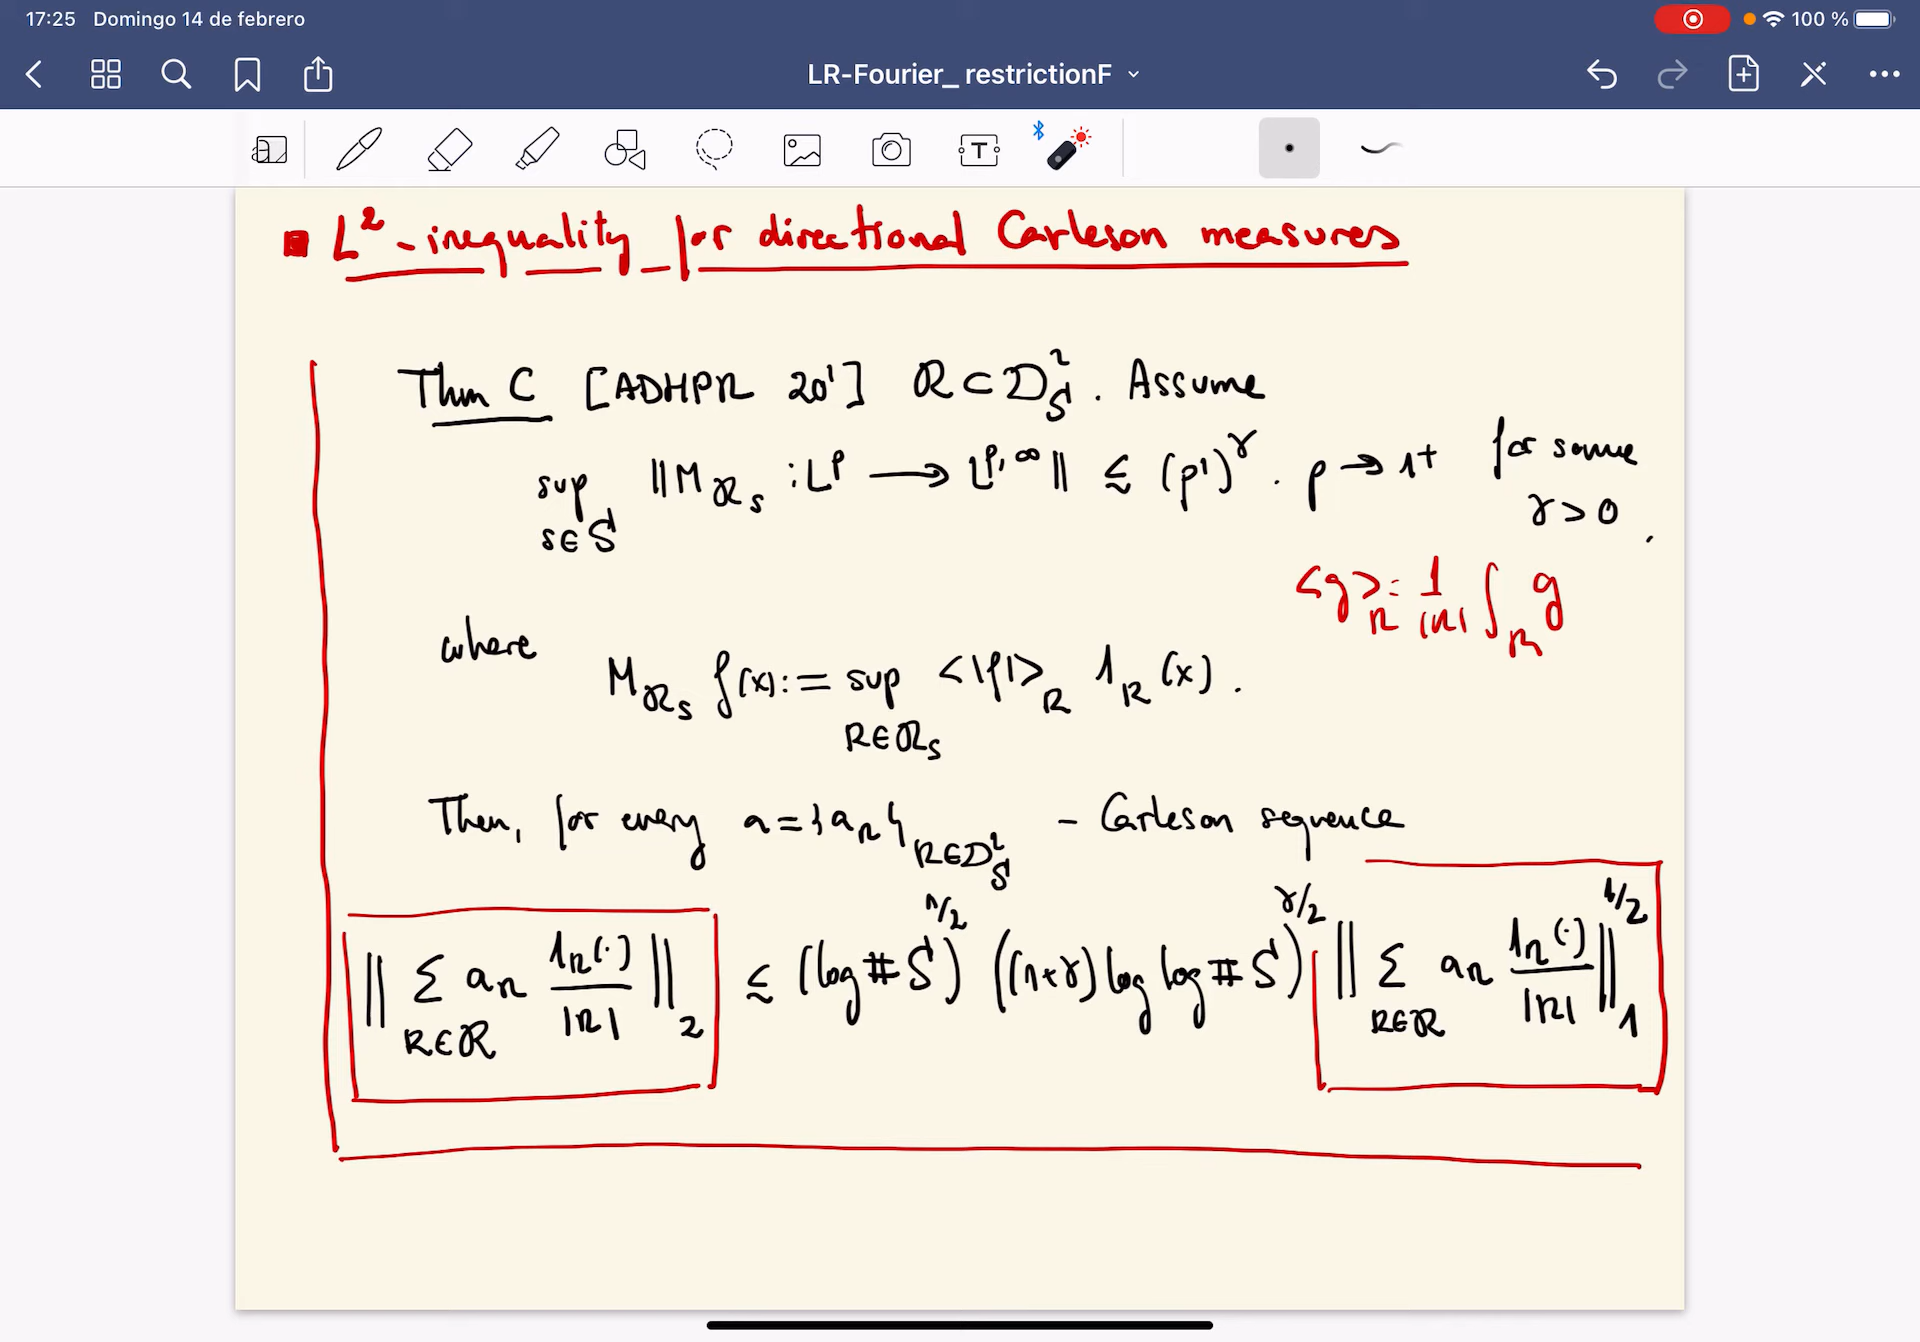 17:25 Domingo 14 de febrero 100 %
LR-Fourier_ restrictionF
L²-inequality for directional Carleson measures
Thm C [ADHPR 20'] R ⊂ D²_S. Assume
sup_{s∈S} ||M_{R_s} : L^p → L^{p,∞}|| ≲ (p')^γ. p → 1+ for some γ > 0.
<g>_R = 1/|R| ∫_R g
where
M_{R_s} f(x) := sup_{R∈R_s} <|f|>_R 1_R(x).
Then, for every a = {a_R}_{R∈D²_S} - Carleson sequence
|| Σ_{R∈R} a_R 1_R(·)/|R| ||_2 ≲ (log #S)^{1/2} ((1+γ) log log #S)^{γ/2} || Σ_{R∈R} a_R 1_R(·)/|R| ||_1^{1/2}